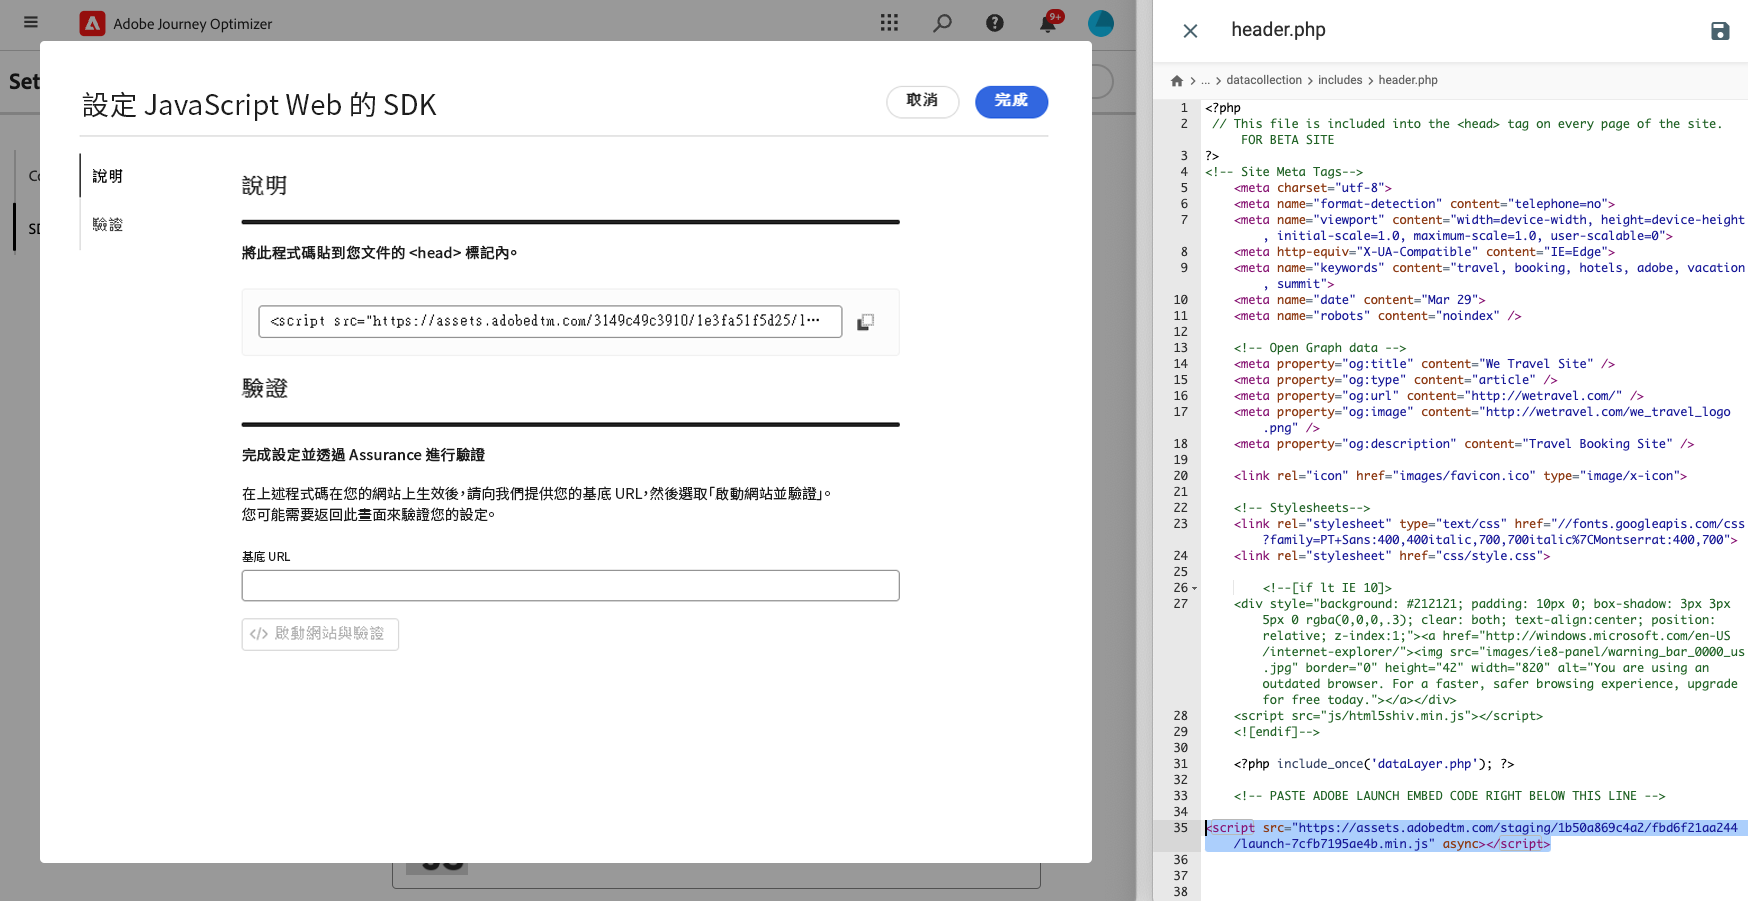 Adobe Journey Optimizer
9+
Set
設定 JavaScript Web 的 SDK
取消
完成
說明
驗證
說明
將此程式碼貼到您文件的 <head> 標記內。
<script src="https://assets.adobedtm.com/3149c49c3910/1e3fa51f5d25/l···
驗證
完成設定並透過 Assurance 進行驗證
在上述程式碼在您的網站上生效後,請向我們提供您的基底 URL,然後選取「啟動網站並驗證」。
您可能需要返回此畫面來驗證您的設定。
基底 URL
</> 啟動網站與驗證
header.php
... > datacollection > includes > header.php
1 <?php
2 // This file is included into the <head> tag on every page of the site.
FOR BETA SITE
3 ?>
4 <!-- Site Meta Tags-->
5 <meta charset="utf-8">
6 <meta name="format-detection" content="telephone=no">
7 <meta name="viewport" content="width=device-width, height=device-height
, initial-scale=1.0, maximum-scale=1.0, user-scalable=0">
8 <meta http-equiv="X-UA-Compatible" content="IE=Edge">
9 <meta name="keywords" content="travel, booking, hotels, adobe, vacation
, summit">
10 <meta name="date" content="Mar 29">
11 <meta name="robots" content="noindex" />
12
13 <!-- Open Graph data -->
14 <meta property="og:title" content="We Travel Site" />
15 <meta property="og:type" content="article" />
16 <meta property="og:url" content="http://wetravel.com/" />
17 <meta property="og:image" content="http://wetravel.com/we_travel_logo
.png" />
18 <meta property="og:description" content="Travel Booking Site" />
19
20 <link rel="icon" href="images/favicon.ico" type="image/x-icon">
21
22 <!-- Stylesheets-->
23 <link rel="stylesheet" type="text/css" href="//fonts.googleapis.com/css
?family=PT+Sans:400,400italic,700,700italic%7CMontserrat:400,700">
24 <link rel="stylesheet" href="css/style.css">
25
26 <!--[if lt IE 10]>
27 <div style="background: #212121; padding: 10px 0; box-shadow: 3px 3px
5px 0 rgba(0,0,0,.3); clear: both; text-align:center; position:
relative; z-index:1;"><a href="http://windows.microsoft.com/en-US
/internet-explorer/"><img src="images/ie8-panel/warning_bar_0000_us
.jpg" border="0" height="42" width="820" alt="You are using an
outdated browser. For a faster, safer browsing experience, upgrade
for free today."></a></div>
28 <script src="js/html5shiv.min.js"></script>
29 <![endif]-->
30
31 <?php include_once('dataLayer.php'); ?>
32
33 <!-- PASTE ADOBE LAUNCH EMBED CODE RIGHT BELOW THIS LINE -->
34
35 <script src="https://assets.adobedtm.com/staging/1b50a869c4a2/fbd6f21aa244
/launch-7cfb7195ae4b.min.js" async></script>
36
37
38